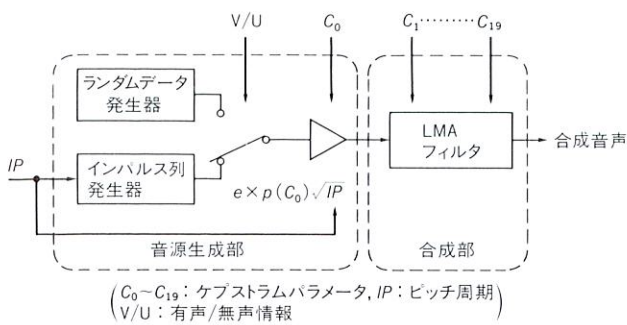 V/U
C₀
C₁………C₁₉
ランダムデータ
発生器
LMA
フィルタ
合成音声
IP
インパルス列
発生器
e×p(C₀)√IP
音源生成部
合成部
(C₀~C₁₉：ケプストラムパラメータ, IP：ピッチ周期
V/U：有声/無声情報)